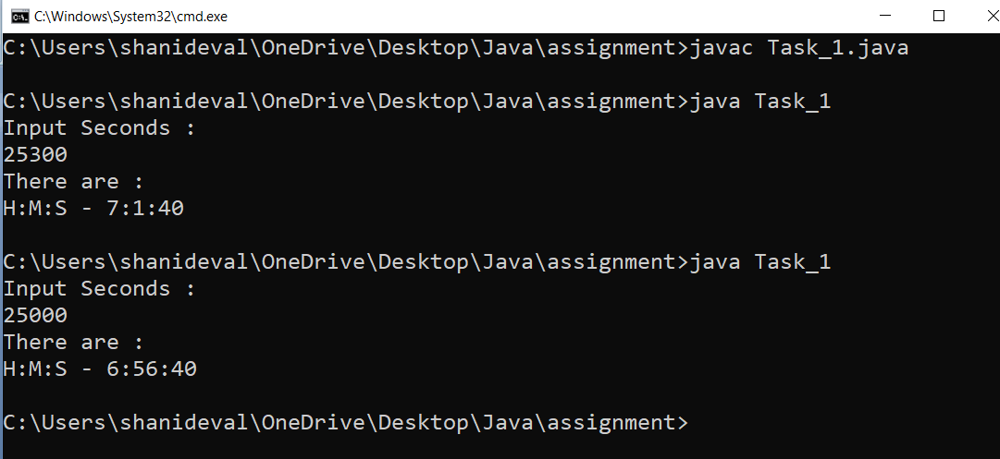 C:\Windows\System32\cmd.exe
C:\Users\shanideval\OneDrive\Desktop\Java\assignment>javac Task_1.java
C:\Users\shanideval\OneDrive\Desktop\Java\assignment>java Task_1
Input Seconds :
25300
There are :
H:M:S - 7:1:40
C:\Users\shanideval\OneDrive\Desktop\Java\assignment>java Task_1
Input Seconds :
25000
There are :
H:M:S - 6:56:40
C:\Users\shanideval\OneDrive\Desktop\Java\assignment>